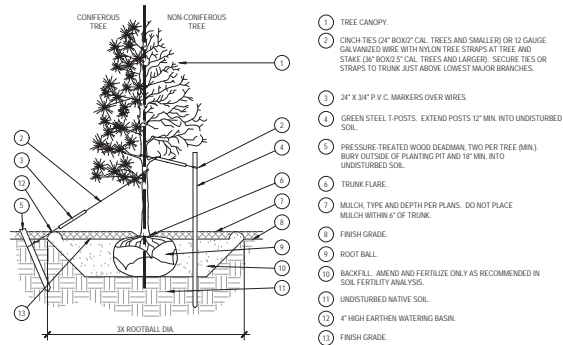 CONIFEROUS
TREE
NON-CONIFEROUS
TREE
1
2
4
6
7
8
9
10
11
2
3
12
5
13
3X ROOTBALL DIA.
1 TREE CANOPY.
2 CINCH-TIES (24" BOX/2" CAL. TREES AND SMALLER) OR 12 GAUGE
GALVANIZED WIRE WITH NYLON TREE STRAPS AT TREE AND
STAKE (36" BOX/2.5" CAL. TREES AND LARGER). SECURE TIES OR
STRAPS TO TRUNK JUST ABOVE LOWEST MAJOR BRANCHES.
3 24" X 3/4" P.V.C. MARKERS OVER WIRES.
4 GREEN STEEL T-POSTS. EXTEND POSTS 12" MIN. INTO UNDISTURBED
SOIL.
5 PRESSURE-TREATED WOOD DEADMAN, TWO PER TREE (MIN.).
BURY OUTSIDE OF PLANTING PIT AND 18" MIN. INTO
UNDISTURBED SOIL.
6 TRUNK FLARE.
7 MULCH, TYPE AND DEPTH PER PLANS. DO NOT PLACE
MULCH WITHIN 6" OF TRUNK.
8 FINISH GRADE.
9 ROOT BALL.
10 BACKFILL. AMEND AND FERTILIZE ONLY AS RECOMMENDED IN
SOIL FERTILITY ANALYSIS.
11 UNDISTURBED NATIVE SOIL.
12 4" HIGH EARTHEN WATERING BASIN.
13 FINISH GRADE.